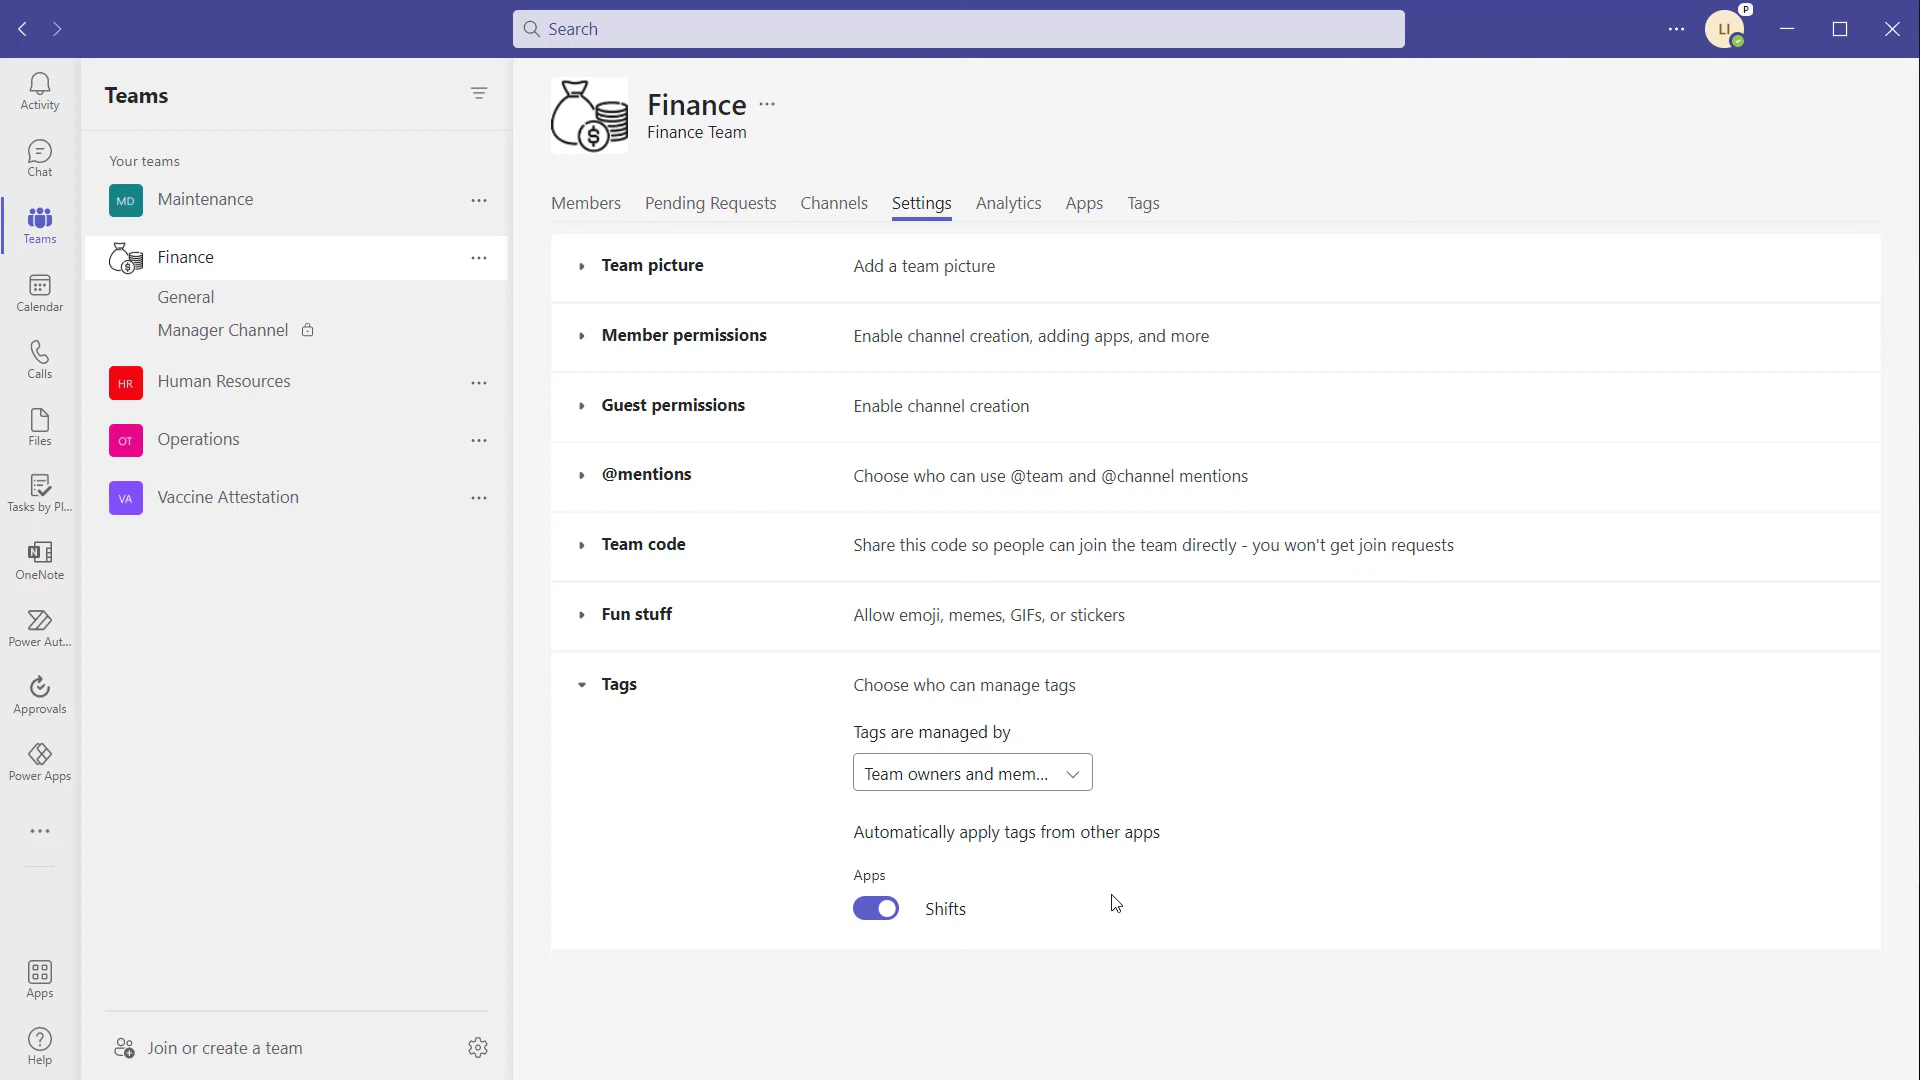 Search
LI
P
Activity
Chat
Teams
Calendar
Calls
Files
Tasks by Pl...
OneNote
Power Aut...
Approvals
Power Apps
Apps
Help
Teams
Your teams
MD Maintenance
Finance
General
Manager Channel
HR Human Resources
OT Operations
VA Vaccine Attestation
Join or create a team
Finance
Finance Team
Members Pending Requests Channels Settings Analytics Apps Tags
Team picture Add a team picture
Member permissions Enable channel creation, adding apps, and more
Guest permissions Enable channel creation
@mentions Choose who can use @team and @channel mentions
Team code Share this code so people can join the team directly - you won't get join requests
Fun stuff Allow emoji, memes, GIFs, or stickers
Tags Choose who can manage tags
Tags are managed by
Team owners and mem...
Automatically apply tags from other apps
Apps
Shifts